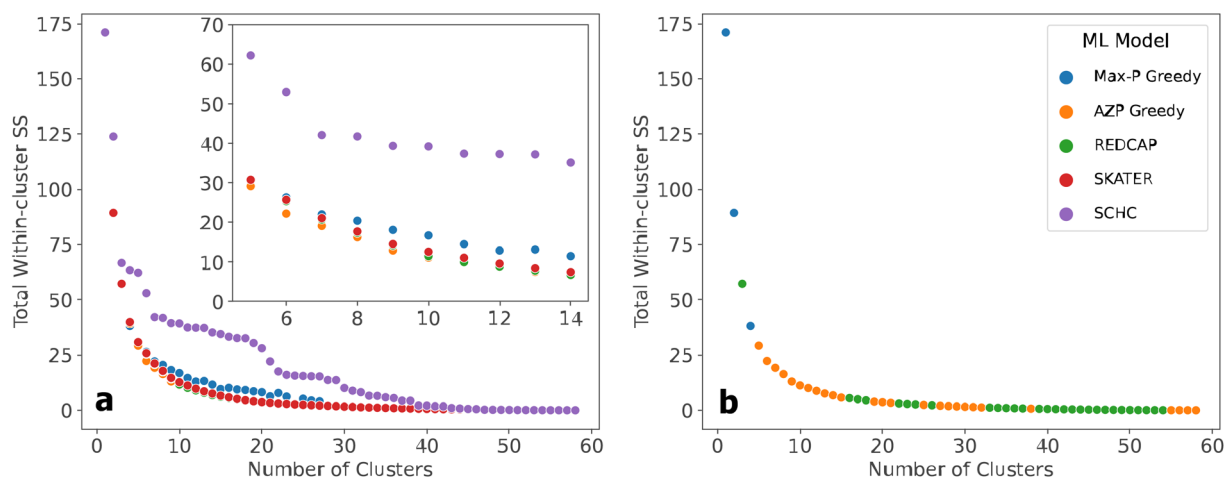 175
150
125
100
75
50
25
0
Total Within-cluster SS
0 10 20 30 40 50 60
Number of Clusters
70
60
50
40
30
20
10
0
6 8 10 12 14
a
175
150
125
100
75
50
25
0
Total Within-cluster SS
0 10 20 30 40 50 60
Number of Clusters
ML Model
Max-P Greedy
AZP Greedy
REDCAP
SKATER
SCHC
b